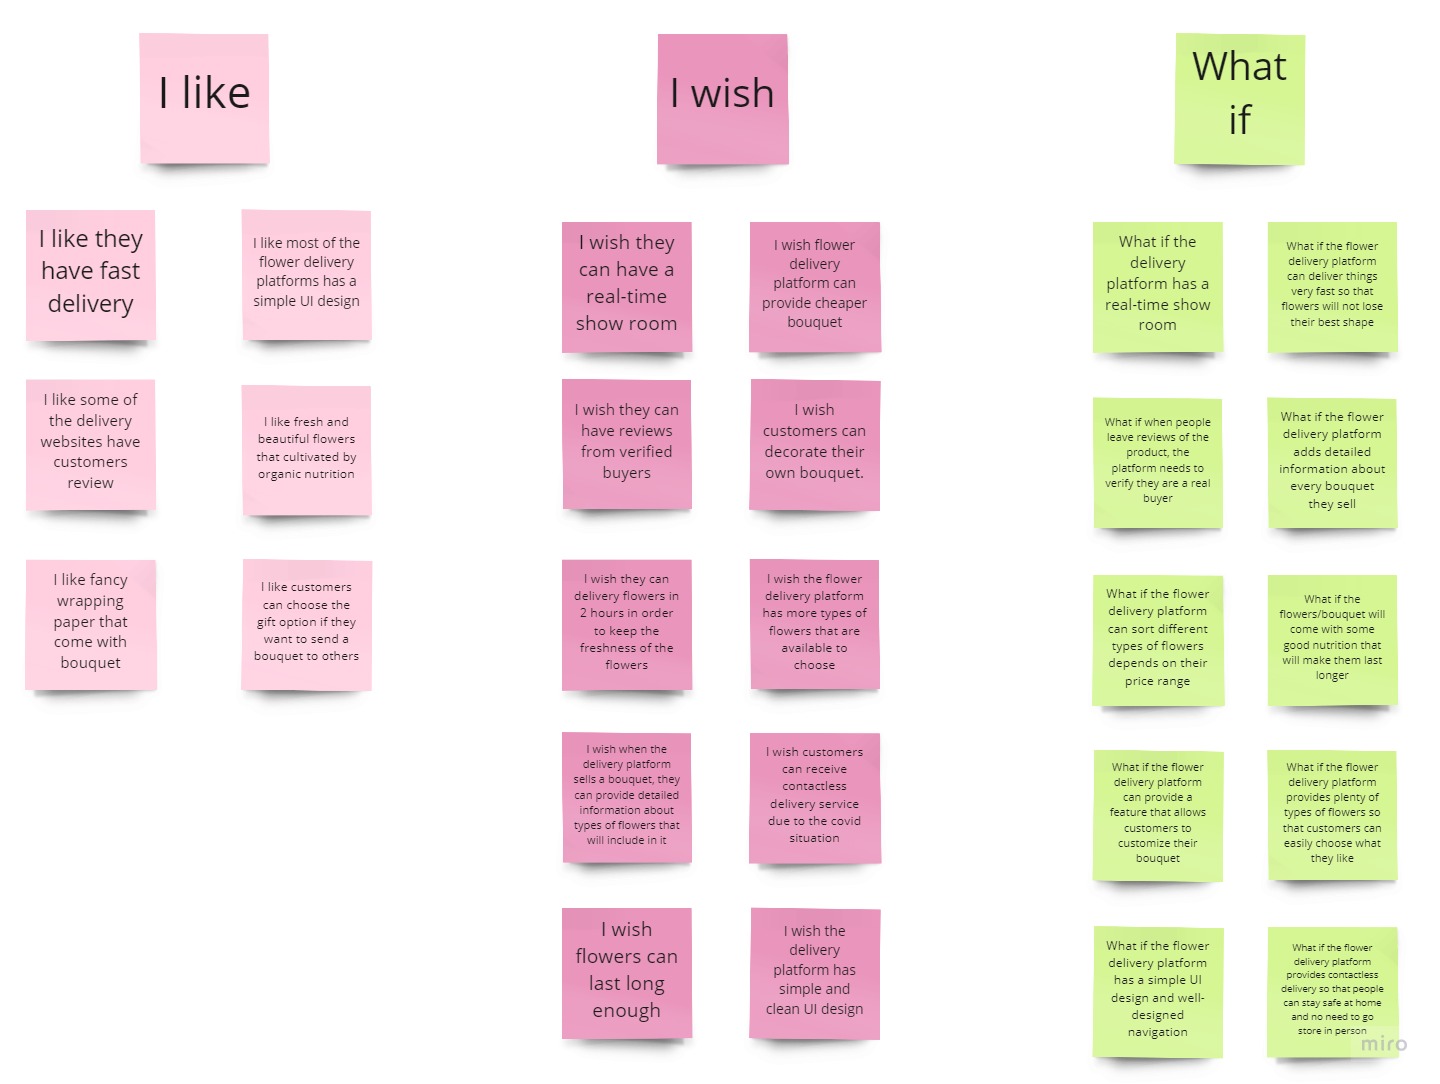 I like
I wish
What
if
I like they
have fast
delivery
I like most of the
flower delivery
platforms has a
simple UI design
I like some of
the delivery
websites have
customers
review
I like fresh and
beautiful flowers
that cultivated by
organic nutrition
I like fancy
wrapping
paper that
come with
bouquet
I like customers
can choose the
gift option if they
want to send a
bouquet to others
I wish they
can have a
real-time
show room
I wish flower
delivery
platform can
provide cheaper
bouquet
I wish they can
have reviews
from verified
buyers
I wish
customers can
decorate their
own bouquet.
I wish they can
delivery flowers in
2 hours in order
to keep the
freshness of the
flowers
I wish the flower
delivery platform
has more types of
flowers that are
available to
choose
I wish when the
delivery platform
sells a bouquet, they
can provide detailed
information about
types of flowers that
will include in it
I wish customers
can receive
contactless
delivery service
due to the covid
situation
I wish
flowers can
last long
enough
I wish the
delivery
platform has
simple and
clean UI design
What if the
delivery
platform has a
real-time show
room
What if the flower
delivery platform
can deliver things
very fast so that
flowers will not lose
their best shape
What if when people
leave reviews of the
product, the
platform needs to
verify they are a real
buyer
What if the flower
delivery platform
adds detailed
information about
every bouquet
they sell
What if the flower
delivery platform
can sort different
types of flowers
depends on their
price range
What if the
flowers/bouquet will
come with some
good nutrition that
will make them last
longer
What if the flower
delivery platform
can provide a
feature that allows
customers to
customize their
bouquet
What if the flower
delivery platform
provides plenty of
types of flowers so
that customers can
easily choose what
they like
What if the flower
delivery platform
has a simple UI
design and well-
designed
navigation
What if the flower
delivery platform
provides contactless
delivery so that people
can stay safe at home
and no need to go
store in person
miro